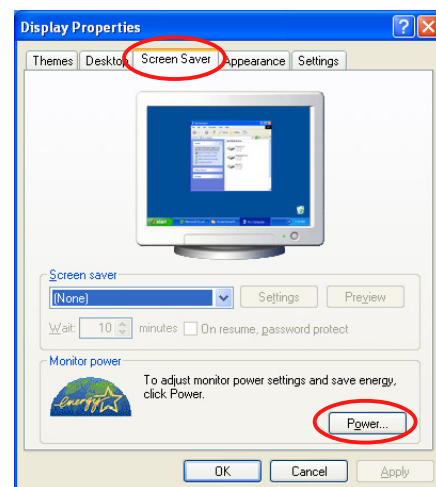 Display Properties
Themes Desktop Screen Saver Appearance Settings
start
Screen saver
(None) Settings Preview
Wait: 10 minutes On resume, password protect
Monitor power
energy
To adjust monitor power settings and save energy,
click Power.
Power...
OK Cancel Apply